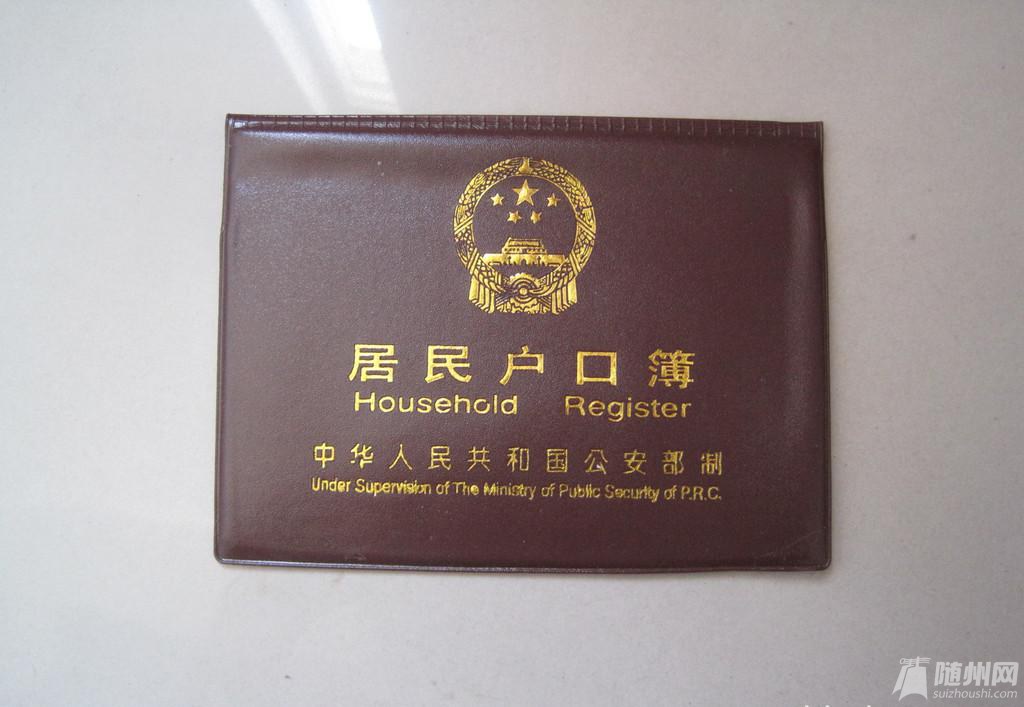 居民户口簿
Household Register
中华人民共和国公安部制
Under Supervision of The Ministry of Public Security of P.R.C.
随州网
suizhoushi.com